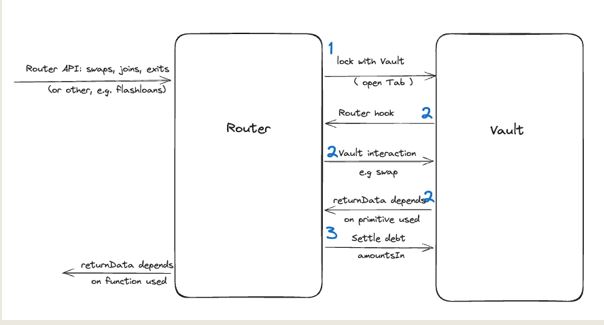 1
lock with Vault
( open Tab )
Router API: swaps, joins, exits
(or other, e.g. flashloans)
Router hook 2
Router
Vault
2 Vault interaction
e.g swap
returnData depends 2
on primitive used
3 Settle debt
amountsIn
returnData depends
on function used